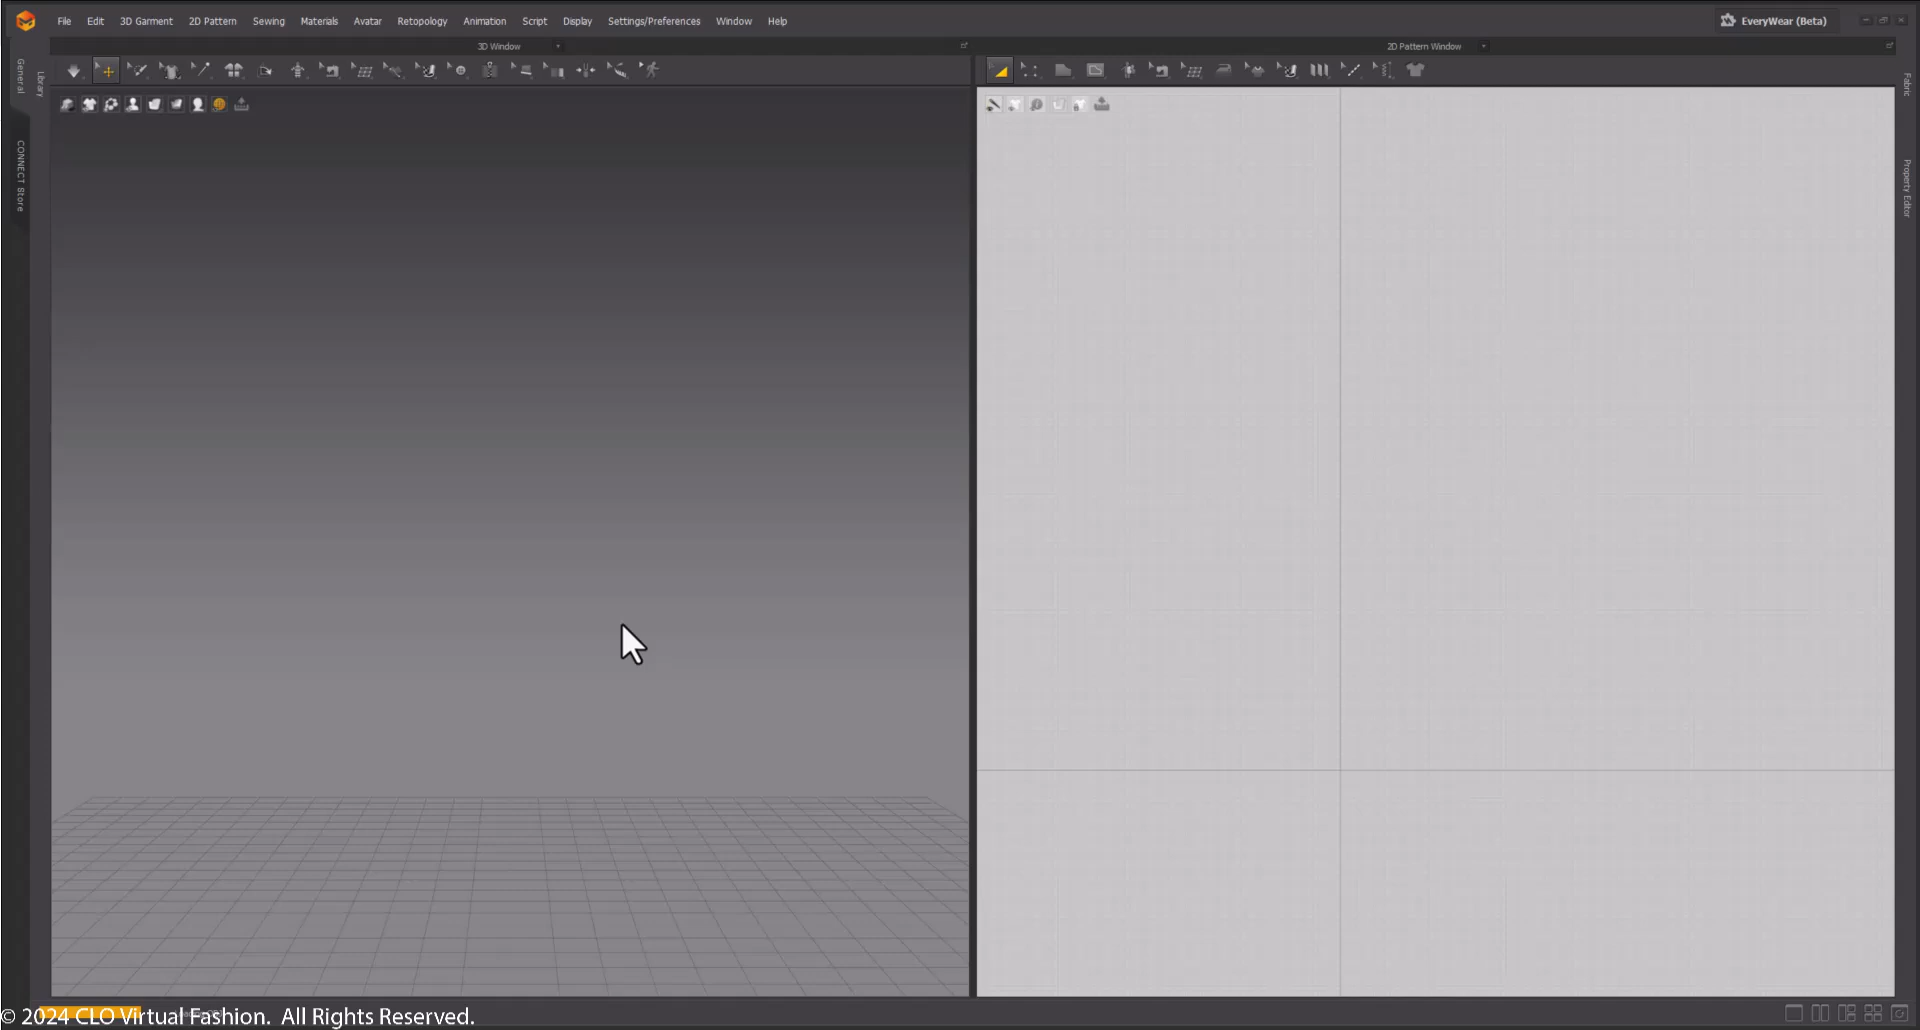 File Edit 3D Garment 2D Pattern Sewing Materials Avatar Retopology Animation Script Display Settings/Preferences Window Help
EveryWear (Beta)
3D Window
2D Pattern Window
General
Library
CONNECT Store
Fabric
Property Editor
© 2024 CLO Virtual Fashion. All Rights Reserved.